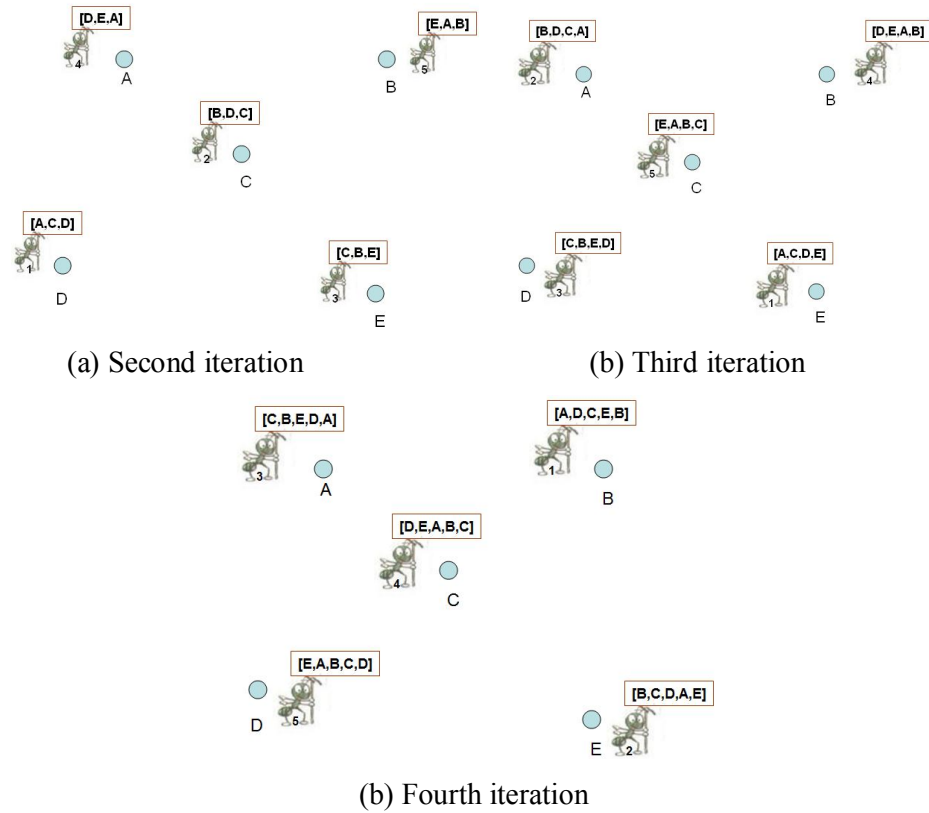 [D,E,A]
4
A
[E,A,B]
5
B
[B,D,C]
2
C
[A,C,D]
1
D
[C,B,E]
3
E
(a) Second iteration
[B,D,C,A]
2
A
[D,E,A,B]
4
B
[E,A,B,C]
5
C
[C,B,E,D]
3
D
[A,C,D,E]
1
E
(b) Third iteration
[C,B,E,D,A]
3
A
[A,D,C,E,B]
1
B
[D,E,A,B,C]
4
C
[E,A,B,C,D]
5
D
[B,C,D,A,E]
2
E
(b) Fourth iteration